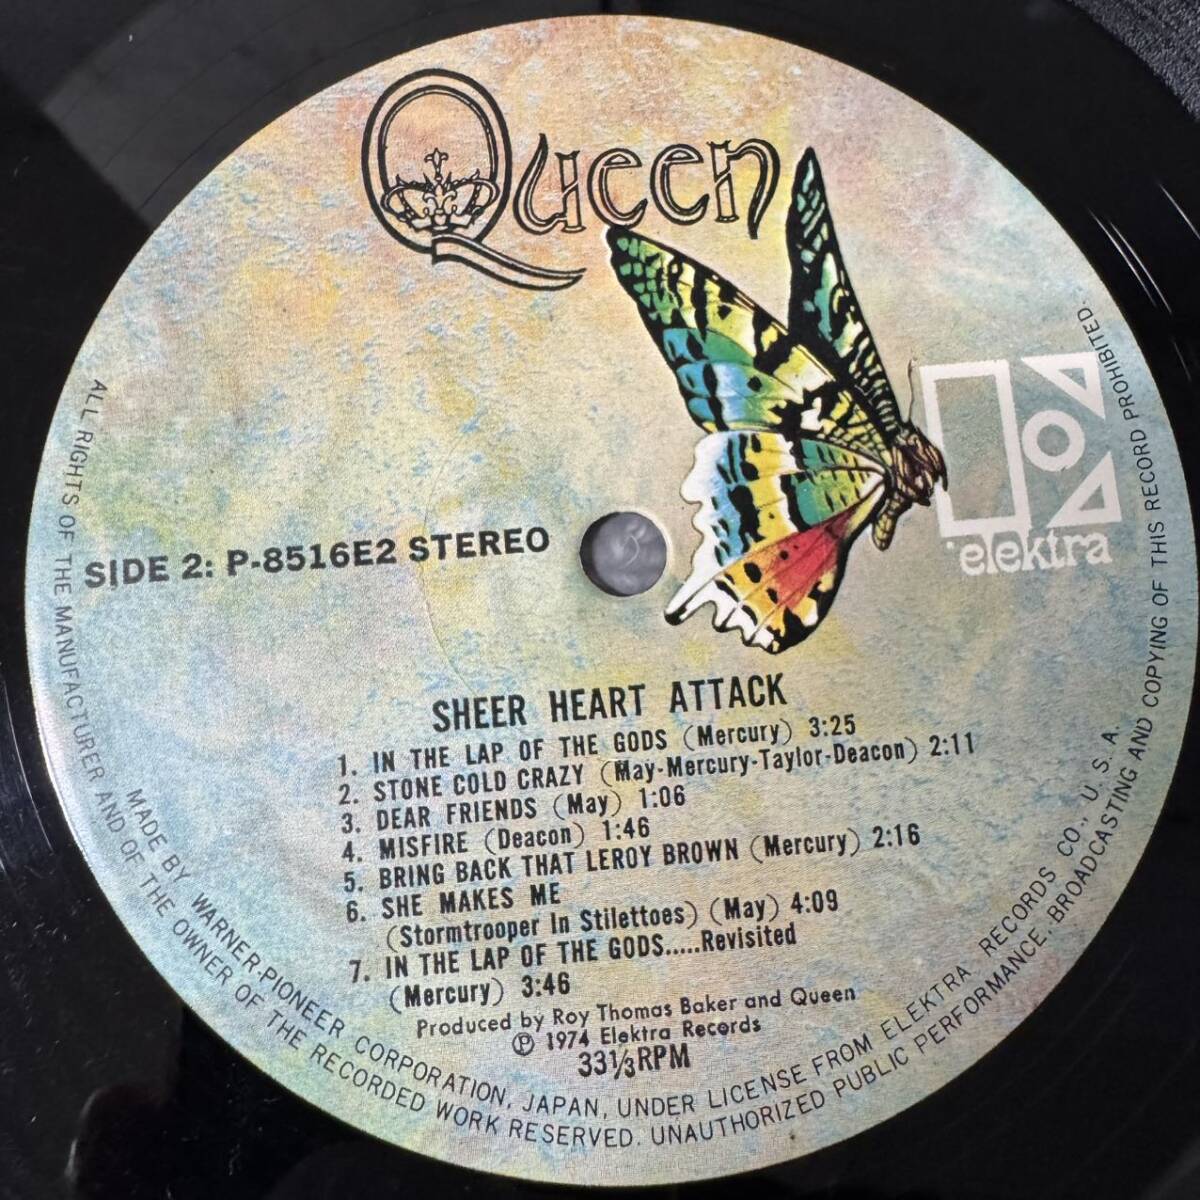 Queen
elektra
SIDE 2: P-8516E2 STEREO
SHEER HEART ATTACK
1. IN THE LAP OF THE GODS (Mercury) 3:25
2. STONE COLD CRAZY (May-Mercury-Taylor-Deacon) 2:11
3. DEAR FRIENDS (May) 1:06
4. MISFIRE (Deacon) 1:46
5. BRING BACK THAT LEROY BROWN (Mercury) 2:16
6. SHE MAKES ME
(Stormtrooper In Stilettoes) (May) 4:09
7. IN THE LAP OF THE GODS.....Revisited
(Mercury) 3:46
Produced by Roy Thomas Baker and Queen
Ⓟ 1974 Elektra Records
33⅓RPM
MADE BY WARNER-PIONEER CORPORATION, JAPAN, UNDER LICENSE FROM ELEKTRA RECORDS CO., U.S.A.
ALL RIGHTS OF THE MANUFACTURER AND OF THE OWNER OF THE RECORDED WORK RESERVED. UNAUTHORIZED PUBLIC PERFORMANCE. BROADCASTING AND COPYING OF THIS RECORD PROHIBITED.